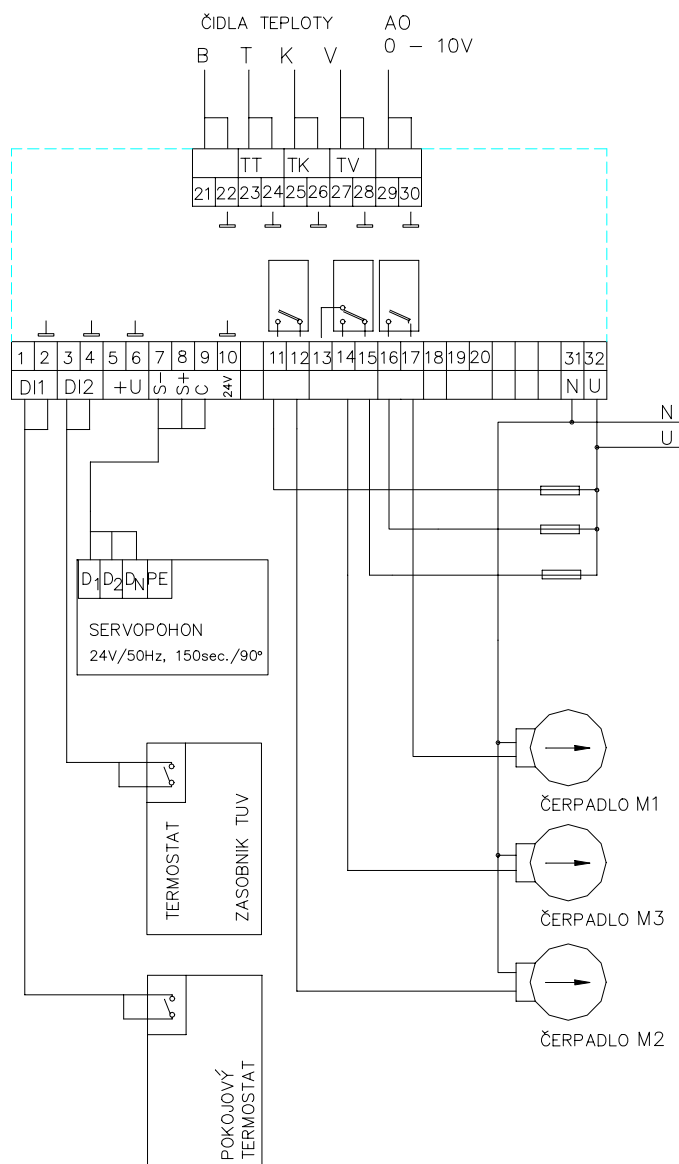 ČIDLA TEPLOTY
AO
0 – 10V
B T K V
TT TK TV
21 22 23 24 25 26 27 28 29 30
1 2 3 4 5 6 7 8 9 10 11 12 13 14 15 16 17 18 19 20 31 32
DI1 DI2 +U S- S+ C 24V N U
N
U
D1 D2 DN PE
SERVOPOHON
24V/50Hz, 150sec./90°
ČERPADLO M1
TERMOSTAT
ZASOBNIK TUV
ČERPADLO M3
ČERPADLO M2
POKOJOVÝ
TERMOSTAT